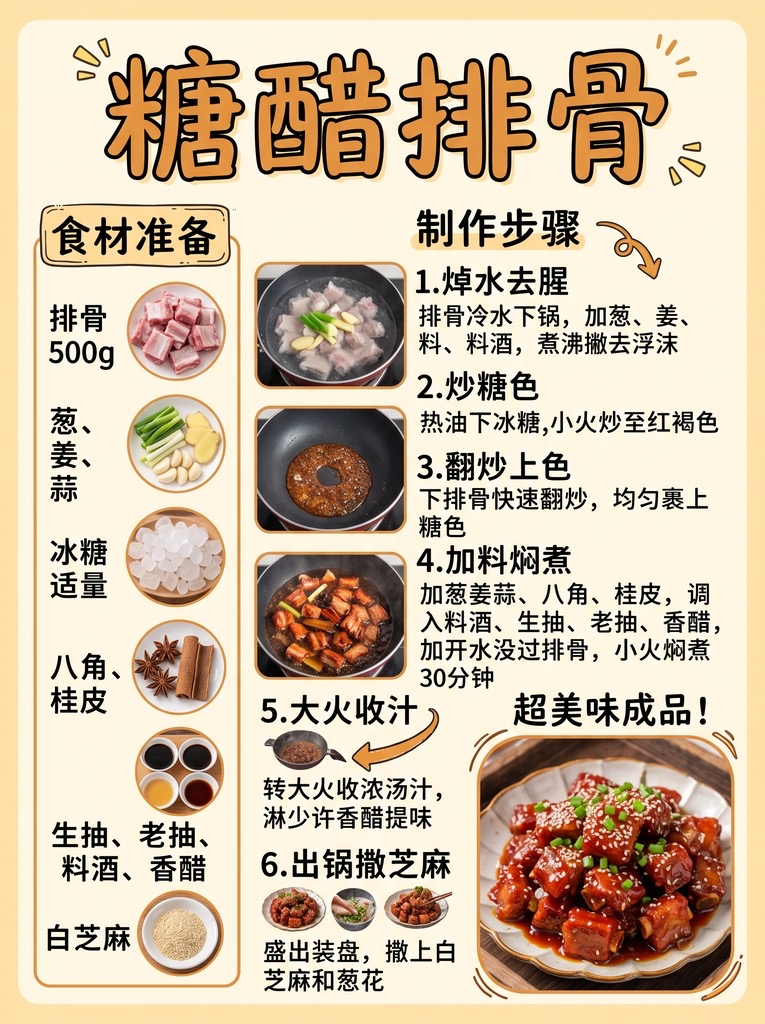 糖醋排骨
食材准备
排骨
500g
葱、
姜、
蒜
冰糖
适量
八角、
桂皮
生抽、老抽、
料酒、香醋
白芝麻
制作步骤
1.焯水去腥
排骨冷水下锅，加葱、姜、
料、料酒，煮沸撇去浮沫
2.炒糖色
热油下冰糖,小火炒至红褐色
3.翻炒上色
下排骨快速翻炒，均匀裹上
糖色
4.加料焖煮
加葱姜蒜、八角、桂皮，调
入料酒、生抽、老抽、香醋，
加开水没过排骨，小火焖煮
30分钟
5.大火收汁
转大火收浓汤汁，
淋少许香醋提味
6.出锅撒芝麻
盛出装盘，撒上白
芝麻和葱花
超美味成品！